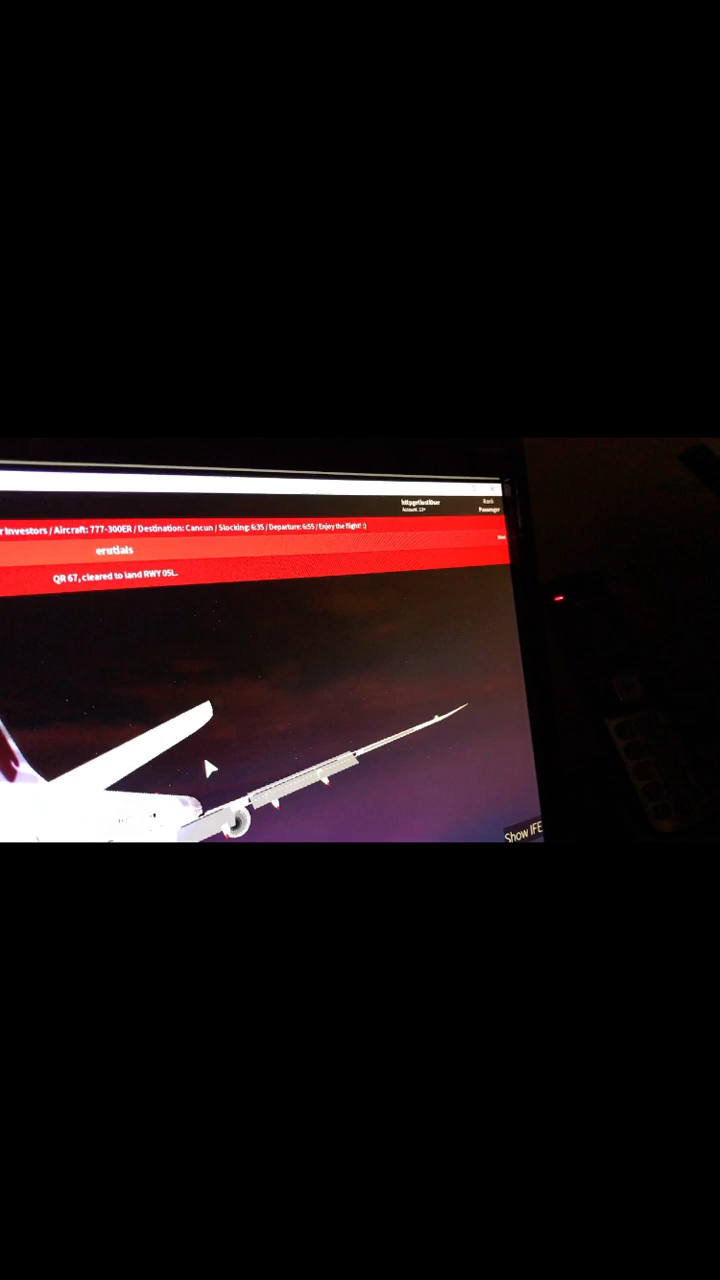 Investors / Aircraft: 777-300ER / Destination: Cancun / Slocking: 6:35 / Departure: 6:55 / Enjoy the flight! :)
erutials
QR 67, cleared to land RWY 05L.
Rank
Passenger
Show IFE